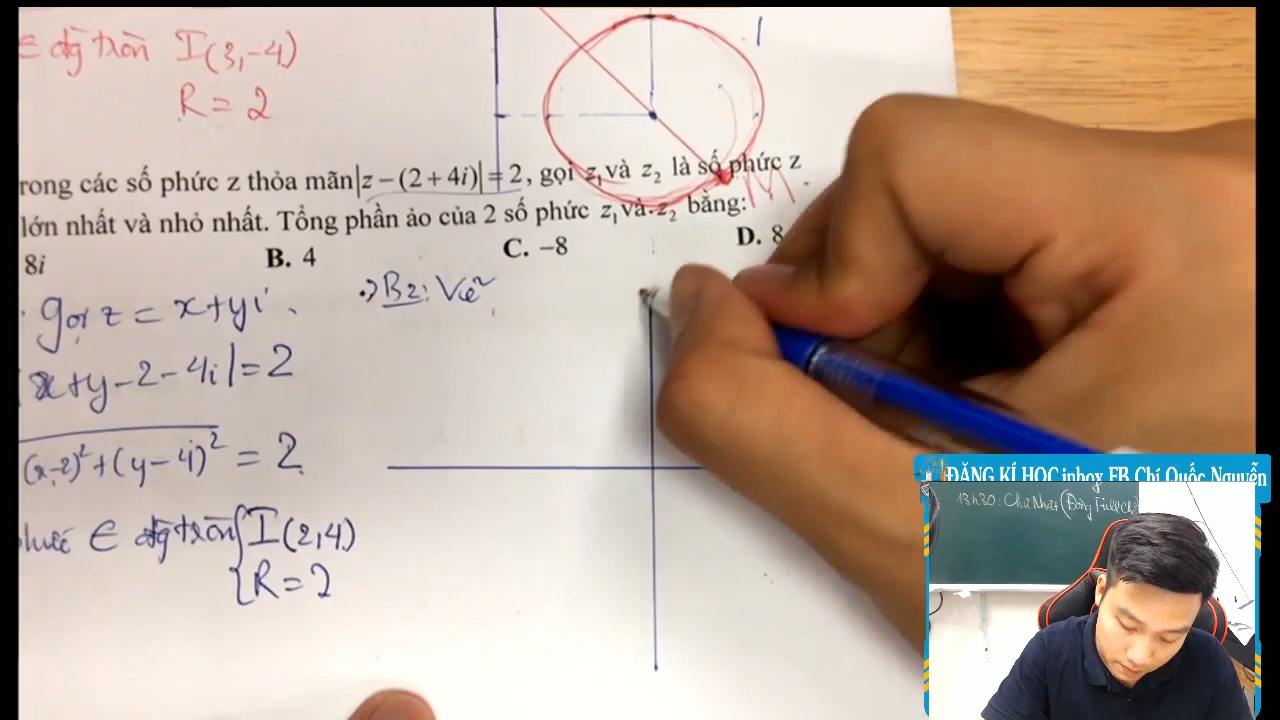 ∈ đg tròn I(3,-4)
R = 2
rong các số phức z thỏa mãn |z − (2 + 4i)| = 2, gọi z₁ và z₂ là số phức z
lớn nhất và nhỏ nhất. Tổng phần ảo của 2 số phức z₁ và z₂ bằng:
M
8i B. 4 C. −8 D. 8
gọi z = x+yi
B2: Vẽ
x+y-2-4i|=2
(x-2)²+(y-4)² = 2
∈ đg tròn { I(2,4)
R=2
ĐĂNG KÍ HỌC inbox FB Chí Quốc Nguyễn
13h30: Chủ Nhật